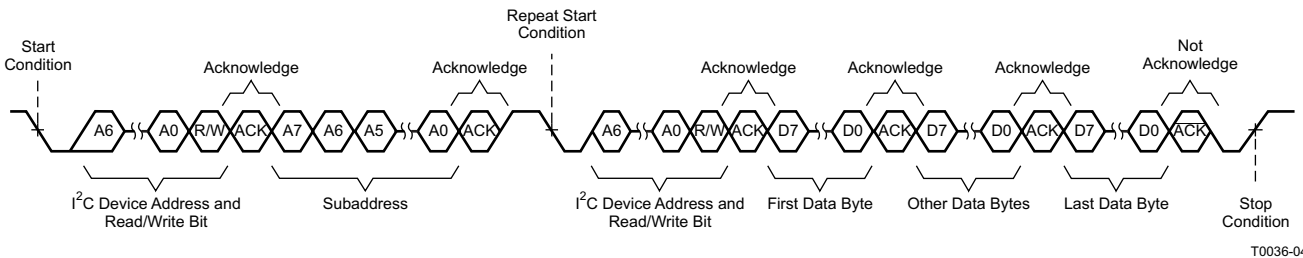 Repeat Start
Condition
Start
Condition
Not
Acknowledge
Acknowledge
Acknowledge
Acknowledge
Acknowledge
Acknowledge
A6 A0 R/W ACK A7 A6 A5 A0 ACK A6 A0 R/W ACK D7 D0 ACK D7 D0 ACK D7 D0 A̅C̅K̅
I²C Device Address and
Read/Write Bit
Subaddress
I²C Device Address and
Read/Write Bit
First Data Byte
Other Data Bytes
Last Data Byte
Stop
Condition
T0036-04